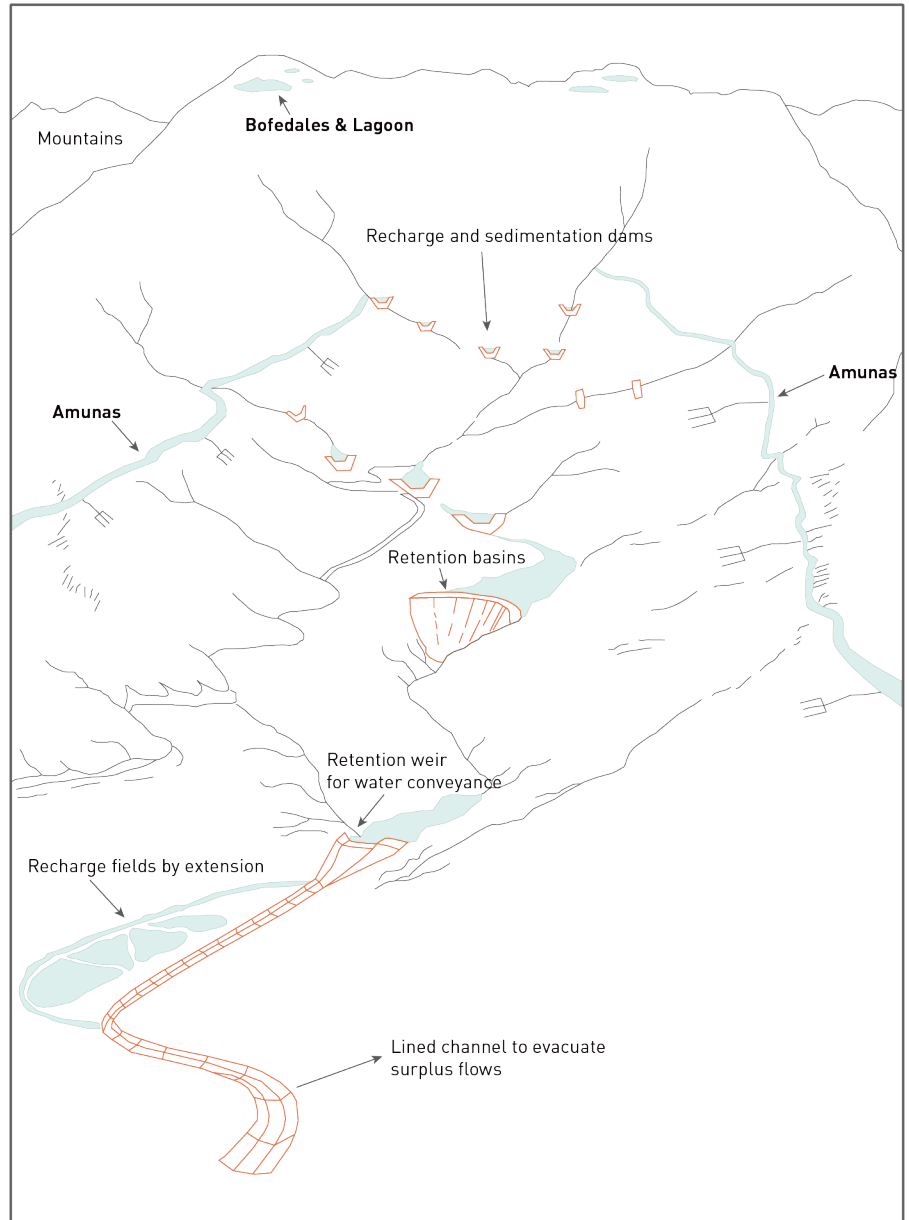 Bofedales & Lagoon
Mountains
Recharge and sedimentation dams
Amunas
Amunas
Retention basins
Retention weir
for water conveyance
Recharge fields by extension
Lined channel to evacuate
surplus flows